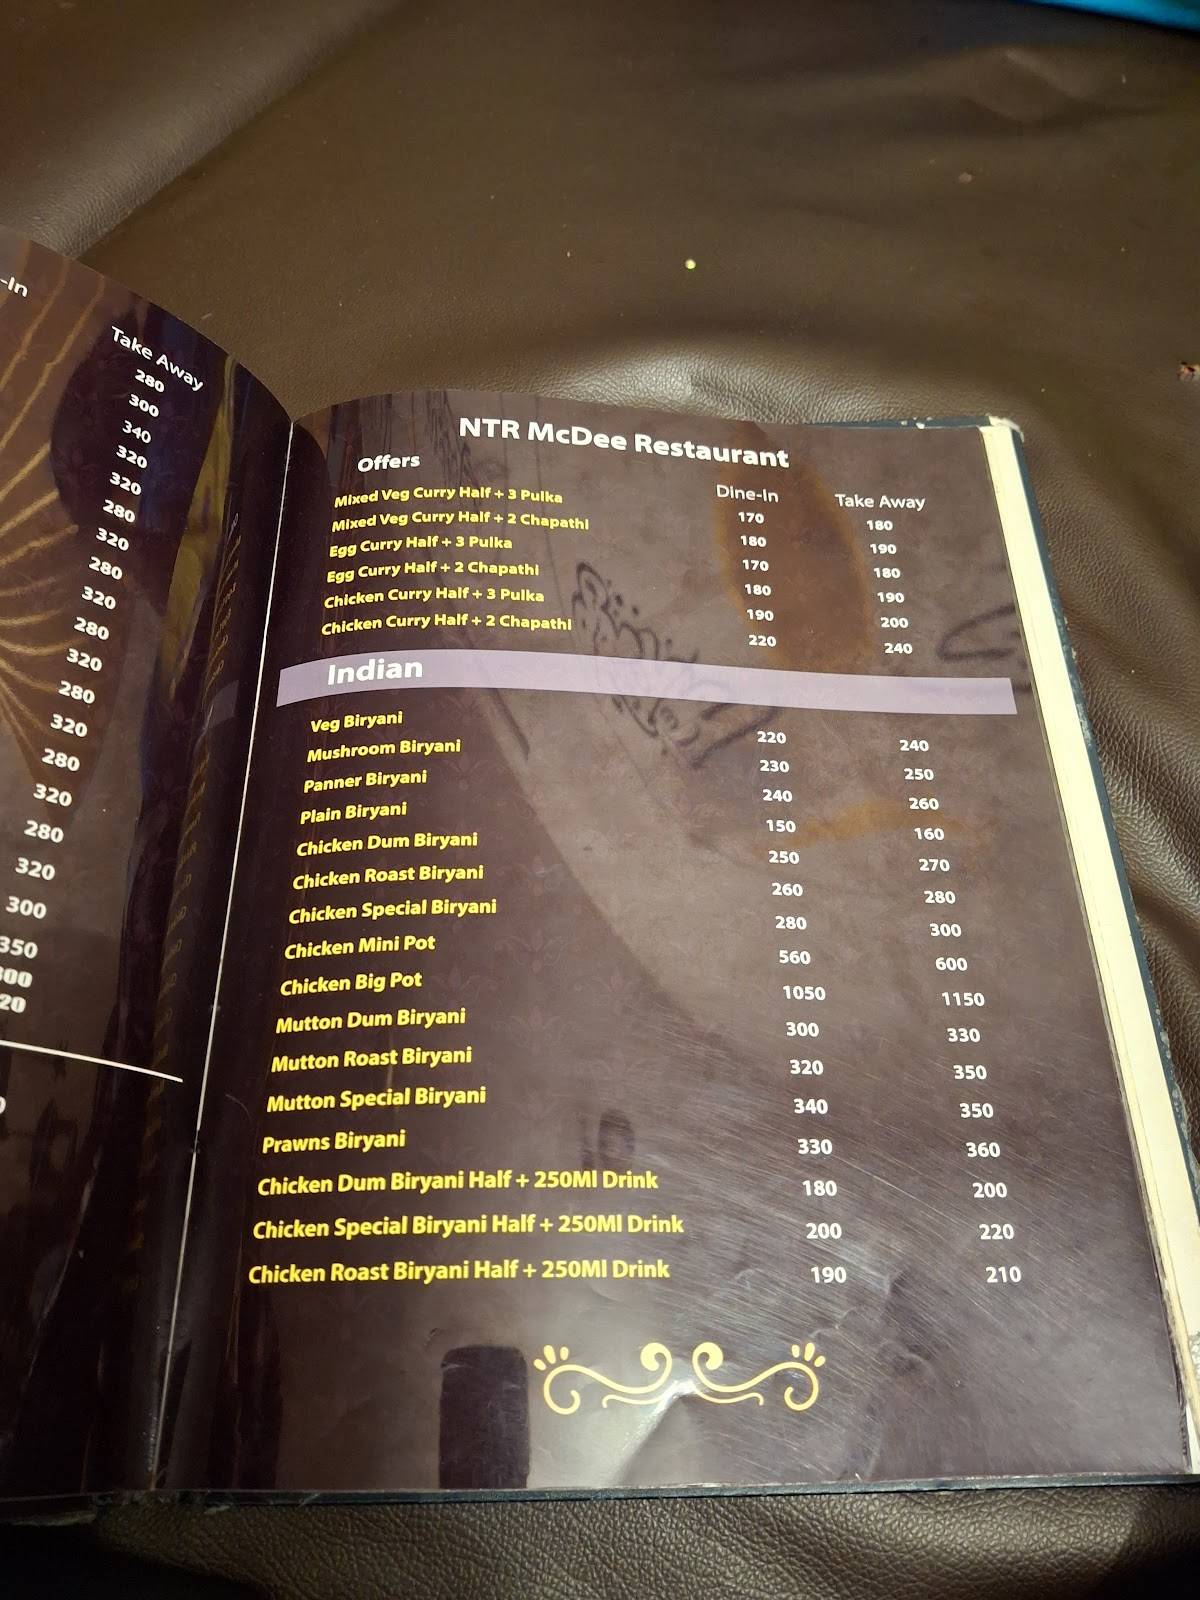 -In
Take Away
280
300
340
320
320
280
320
280
320
280
320
280
320
280
320
280
320
300
350
300
20
NTR McDee Restaurant
Offers Dine-In Take Away
Mixed Veg Curry Half + 3 Pulka 170 180
Mixed Veg Curry Half + 2 Chapathi 180 190
Egg Curry Half + 3 Pulka 170 180
Egg Curry Half + 2 Chapathi 180 190
Chicken Curry Half + 3 Pulka 190 200
Chicken Curry Half + 2 Chapathi 220 240
Indian
Veg Biryani 220 240
Mushroom Biryani 230 250
Panner Biryani 240 260
Plain Biryani 150 160
Chicken Dum Biryani 250 270
Chicken Roast Biryani 260 280
Chicken Special Biryani 280 300
Chicken Mini Pot 560 600
Chicken Big Pot 1050 1150
Mutton Dum Biryani 300 330
Mutton Roast Biryani 320 350
Mutton Special Biryani 340 350
Prawns Biryani 330 360
Chicken Dum Biryani Half + 250Ml Drink 180 200
Chicken Special Biryani Half + 250Ml Drink 200 220
Chicken Roast Biryani Half + 250Ml Drink 190 210